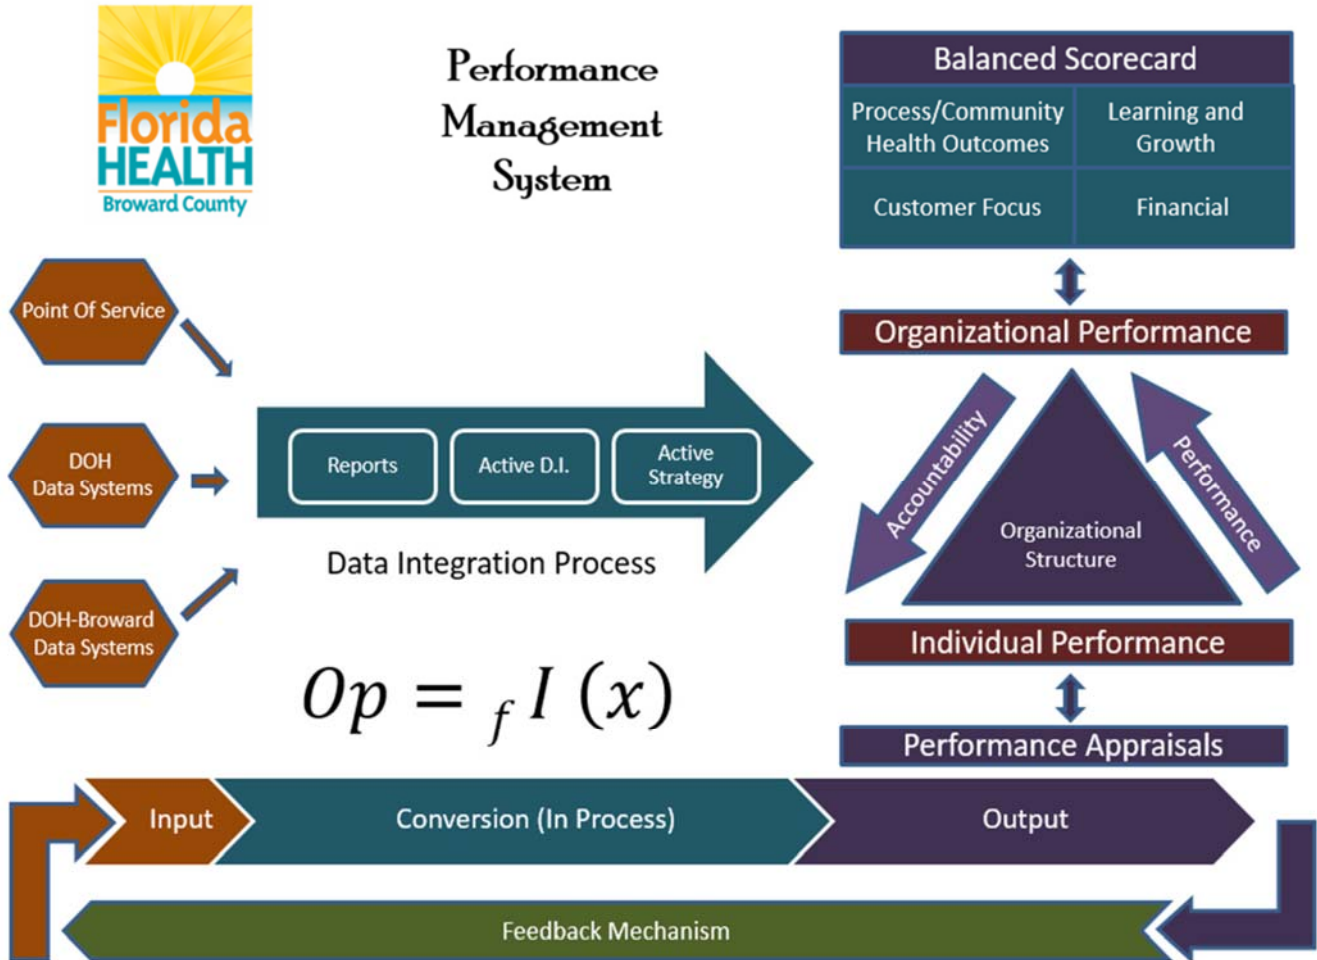 Florida
HEALTH
Broward County
Performance
Management
System
Balanced Scorecard
Process/Community
Health Outcomes
Learning and
Growth
Customer Focus
Financial
Point Of Service
DOH
Data Systems
DOH-Broward
Data Systems
Reports
Active D.I.
Active
Strategy
Data Integration Process
Op = f I (x)
Organizational Performance
Accountability
Performance
Organizational
Structure
Individual Performance
Performance Appraisals
Input
Conversion (In Process)
Output
Feedback Mechanism